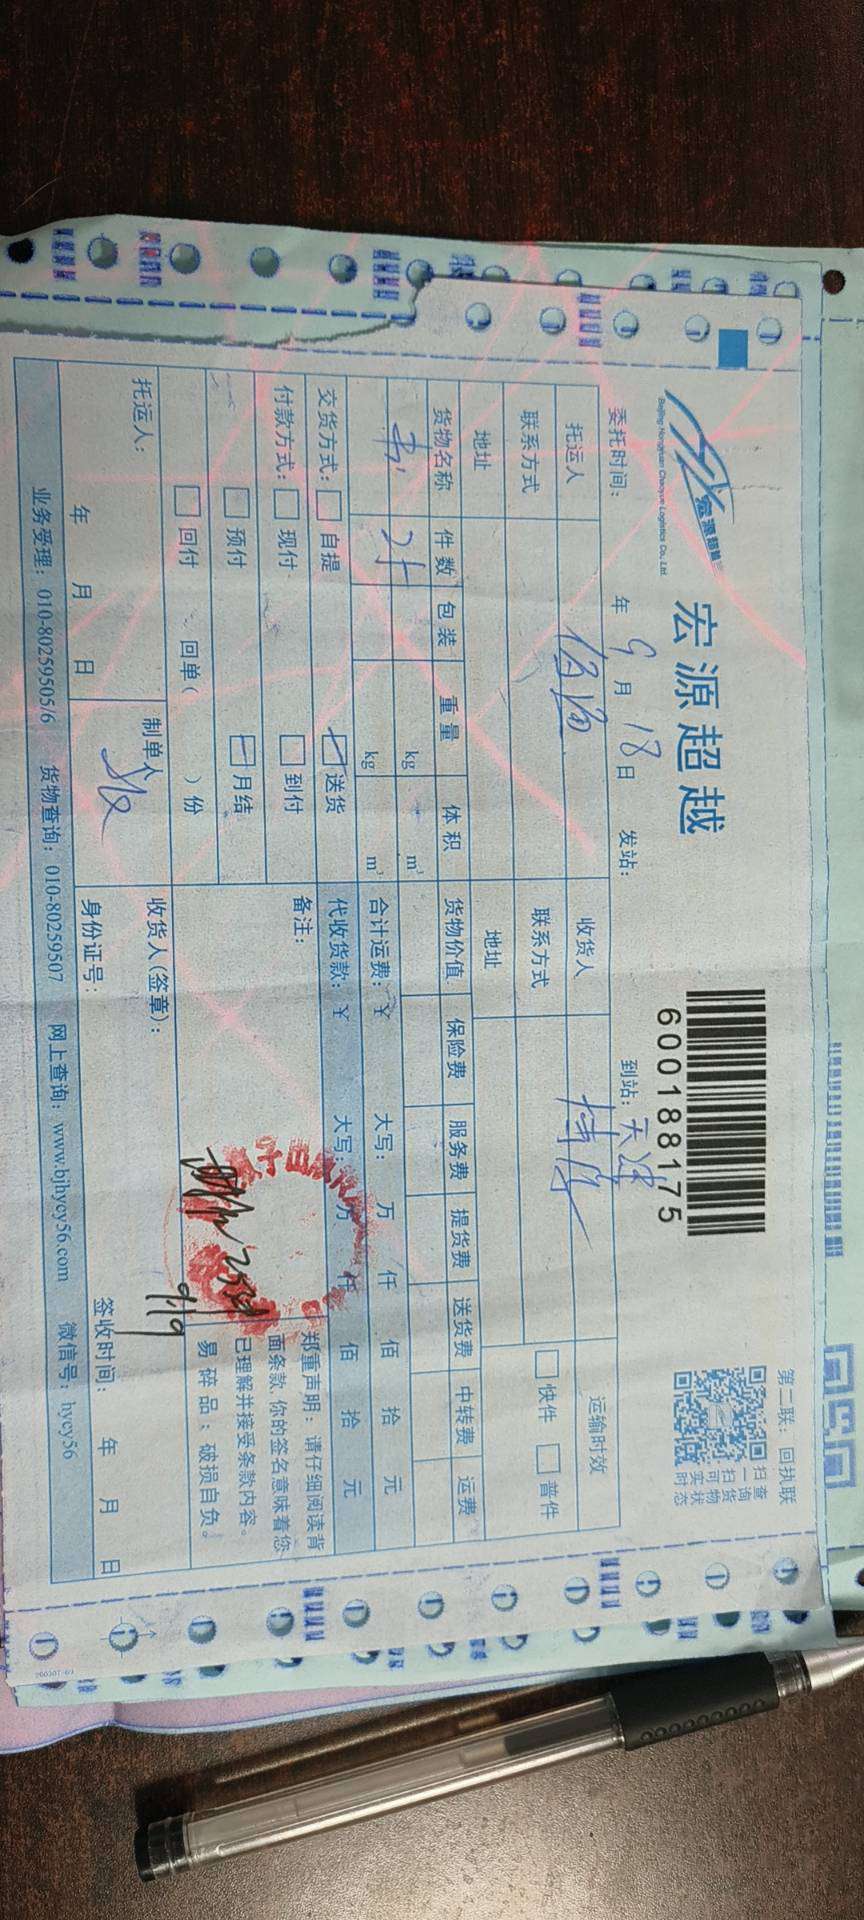 宏源超越
Beijing Hongyuan Chaoyue Logistics Co., Ltd.
宏源超越
600188175
第二联：回执联
扫一扫可实时
查询货物状态
委托时间： 年 9 月 18 日 发站： 到站：天津
托运人 收货人 运输时效
联系方式 联系方式 快件 普件
地址 地址
货物名称 件数 包装 重量 体积 货物价值 保险费 服务费 提货费 送货费 中转费 运费
书 kg m³
kg m³ 合计运费：￥ 大写： 万 仟 佰 拾 元
交货方式： 自提 送货 代收货款：￥ 大写： 万 仟 佰 拾 元
付款方式： 现付 到付 备注：
预付 月结
回付 回单（ ）份
郑重声明：请仔细阅读背
面条款，你的签名意味着您
已理解并接受条款内容。
易碎品；破损自负。
托运人： 制单人 收货人(签章)：
9.19
年 月 日 身份证号： 签收时间： 年 月 日
业务受理：010-80259505/6 货物查询：010-80259507 网上查询：www.bjhycy56.com 微信号：hycy56